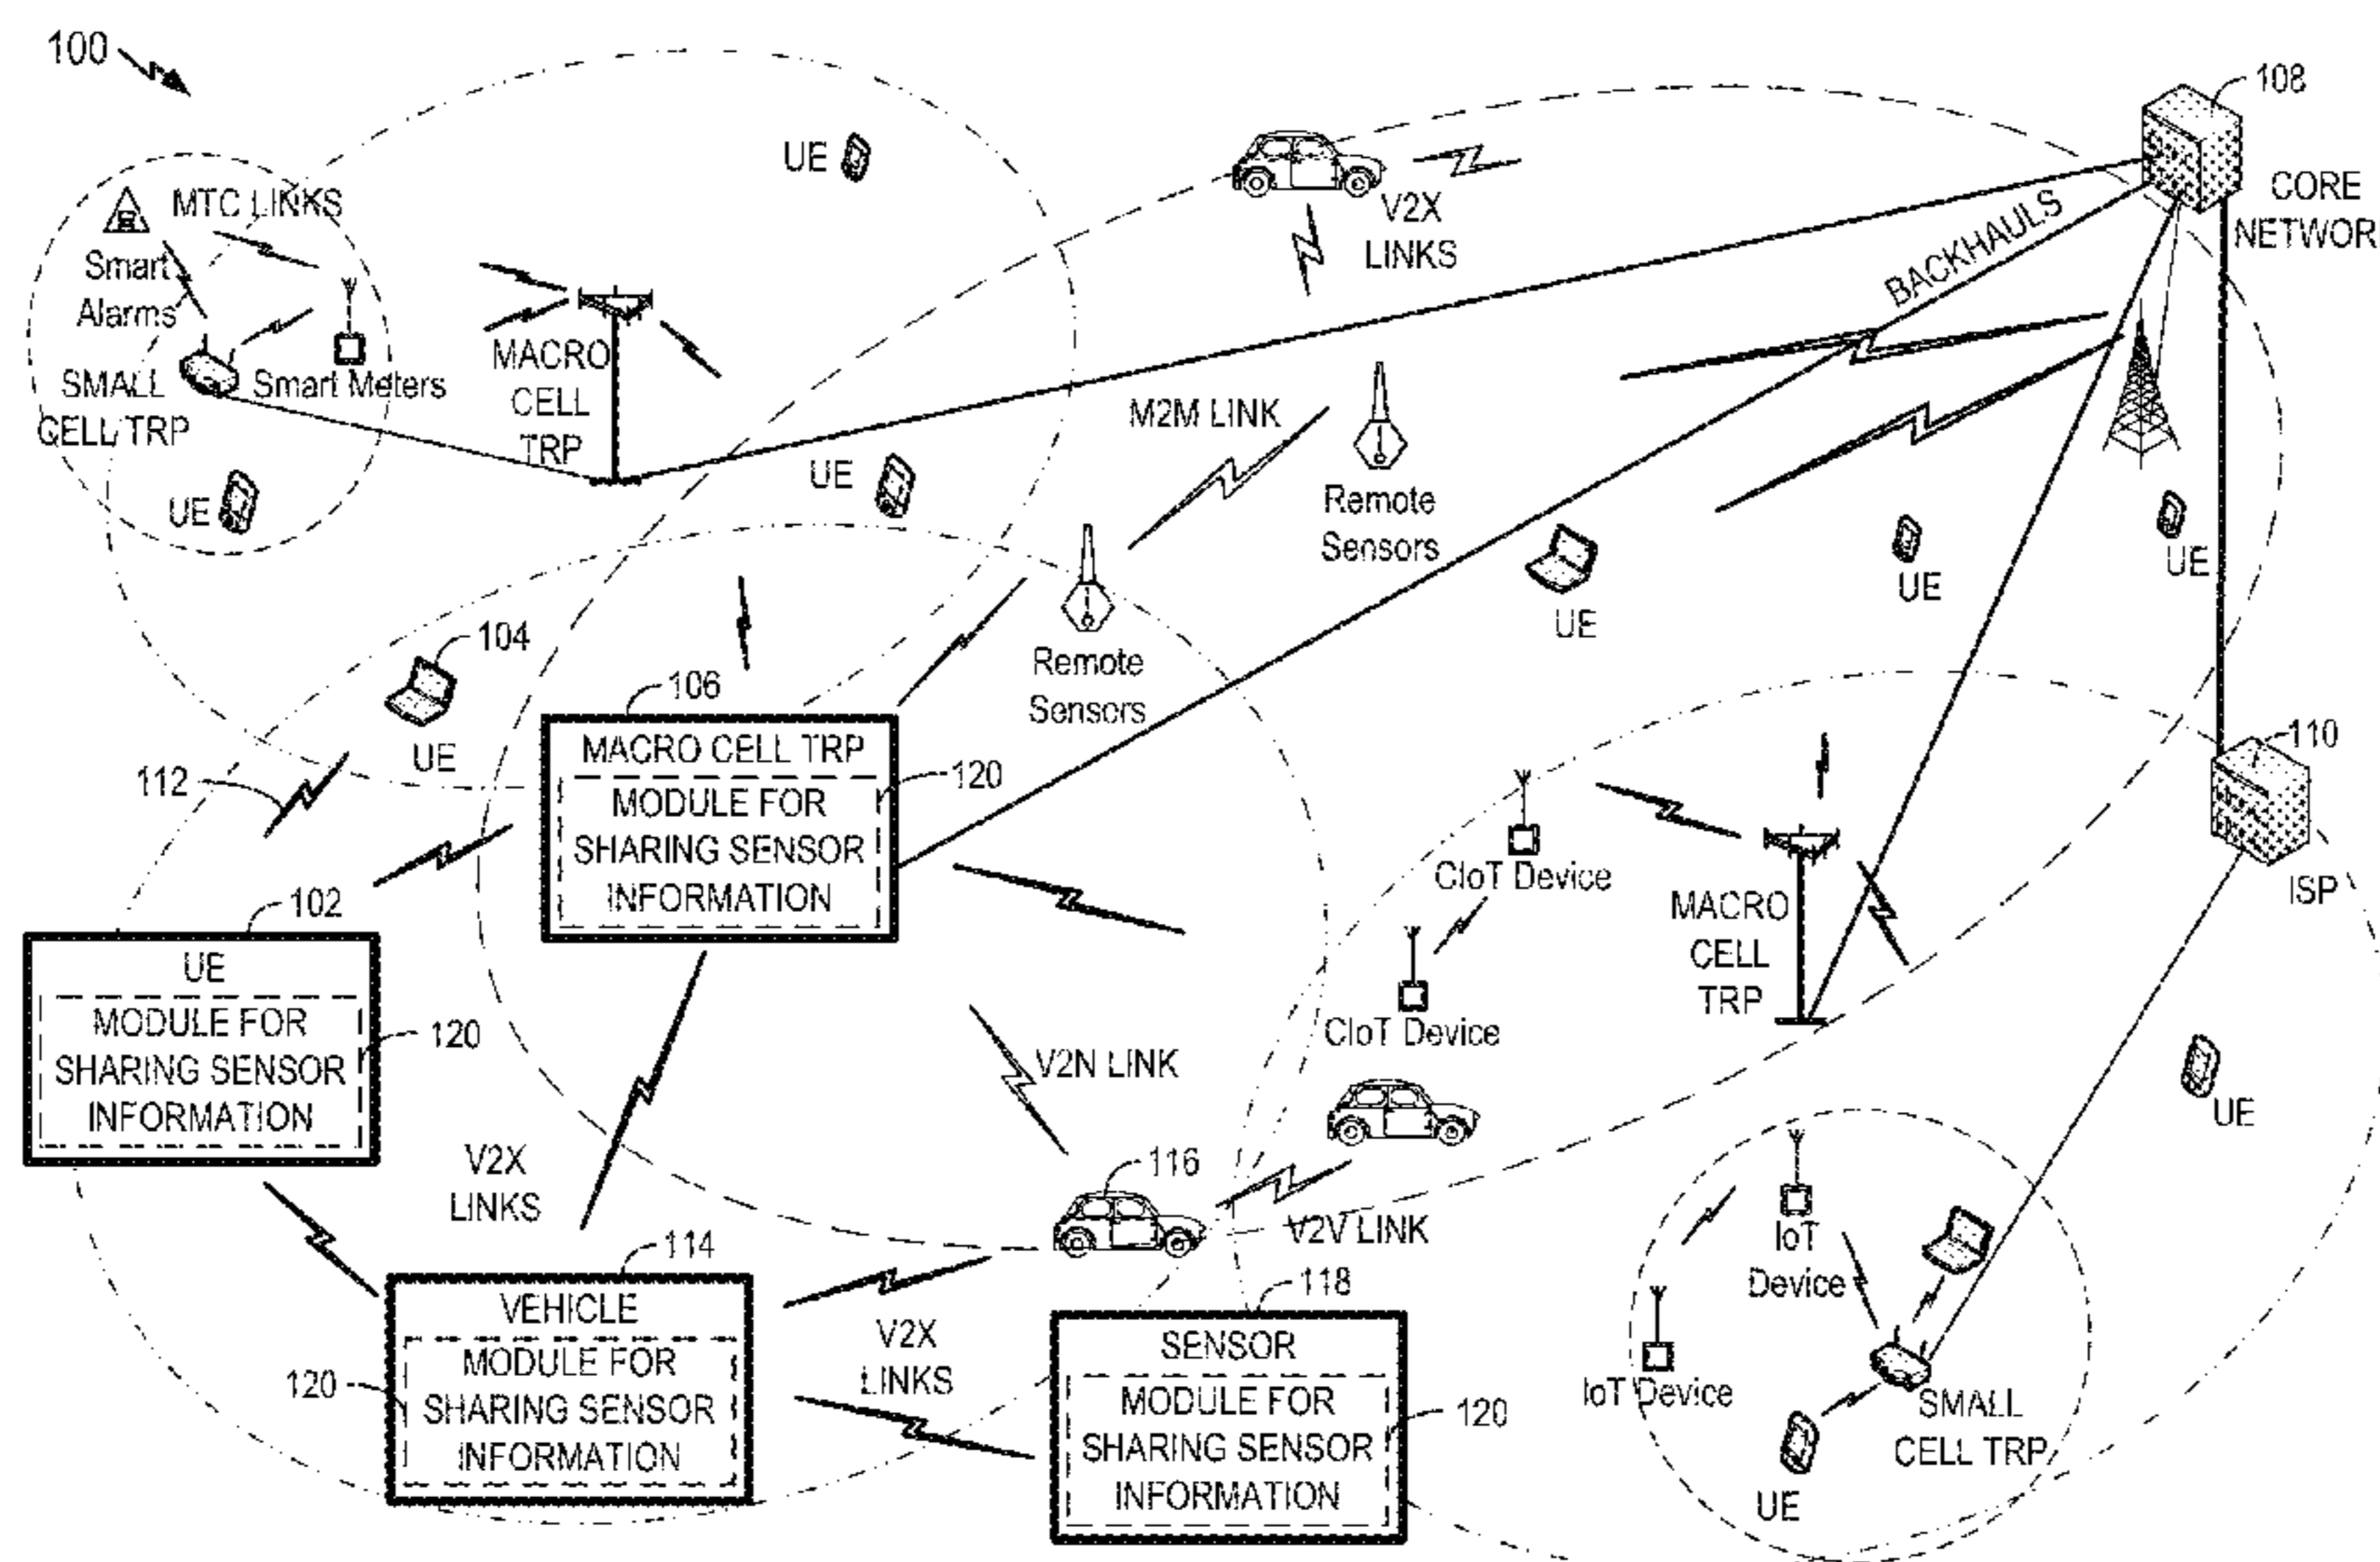 100
108
UE
MTC LINKS
CORE
NETWOR
V2X
LINKS
BACKHAULS
Smart
Alarms
MACRO
CELL
TRP
SMALL
CELL TRP
Smart Meters
M2M LINK
UE
Remote
Sensors
UE
UE
UE
UE
104
UE
Remote
Sensors
106
MACRO CELL TRP
MODULE FOR
SHARING SENSOR
INFORMATION
120
112
110
ISP
CIoT Device
CIoT Device
MACRO
CELL
TRP
102
UE
MODULE FOR
SHARING SENSOR
INFORMATION
120
V2N LINK
UE
V2X
LINKS
116
V2V LINK
114
VEHICLE
MODULE FOR
SHARING SENSOR
INFORMATION
120
V2X
LINKS
118
SENSOR
MODULE FOR
SHARING SENSOR
INFORMATION
120
IoT
Device
IoT Device
SMALL
CELL TRP
UE